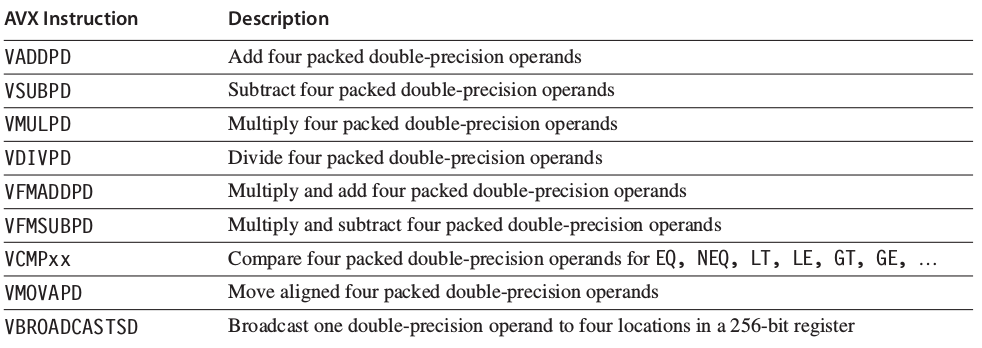 AVX Instruction Description
VADDPD Add four packed double-precision operands
VSUBPD Subtract four packed double-precision operands
VMULPD Multiply four packed double-precision operands
VDIVPD Divide four packed double-precision operands
VFMADDPD Multiply and add four packed double-precision operands
VFMSUBPD Multiply and subtract four packed double-precision operands
VCMPxx Compare four packed double-precision operands for EQ, NEQ, LT, LE, GT, GE, …
VMOVAPD Move aligned four packed double-precision operands
VBROADCASTSD Broadcast one double-precision operand to four locations in a 256-bit register